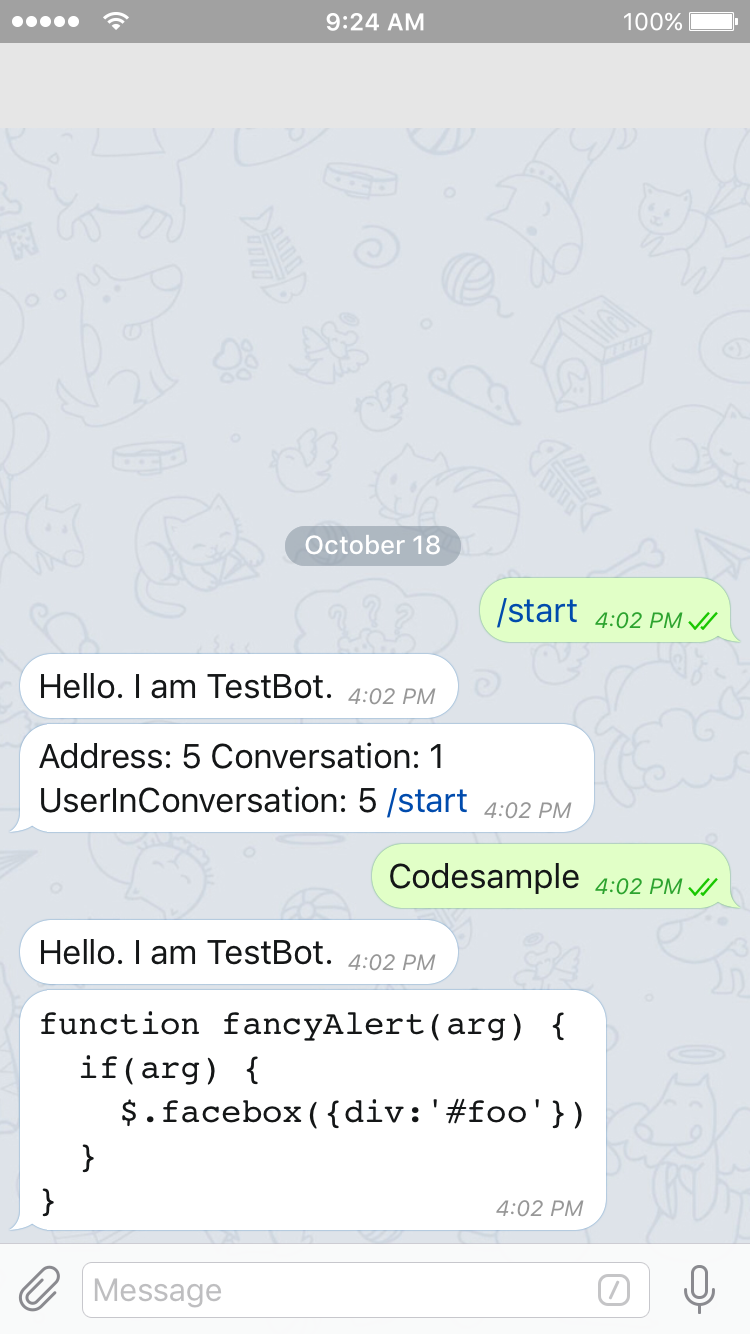 9:24 AM 100%
October 18
/start 4:02 PM
Hello. I am TestBot. 4:02 PM
Address: 5 Conversation: 1
UserInConversation: 5 /start 4:02 PM
Codesample 4:02 PM
Hello. I am TestBot. 4:02 PM
function fancyAlert(arg) {
  if(arg) {
    $.facebox({div:'#foo'})
  }
}
4:02 PM
Message